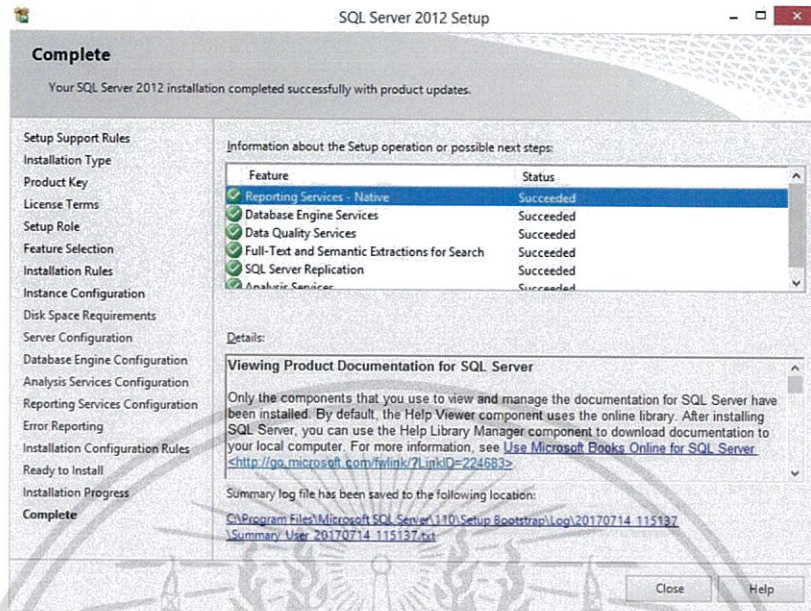 SQL Server 2012 Setup
Complete
Your SQL Server 2012 installation completed successfully with product updates.
Setup Support Rules
Installation Type
Product Key
License Terms
Setup Role
Feature Selection
Installation Rules
Instance Configuration
Disk Space Requirements
Server Configuration
Database Engine Configuration
Analysis Services Configuration
Reporting Services Configuration
Error Reporting
Installation Configuration Rules
Ready to Install
Installation Progress
Complete
Information about the Setup operation or possible next steps:
Feature Status
Reporting Services - Native Succeeded
Database Engine Services Succeeded
Data Quality Services Succeeded
Full-Text and Semantic Extractions for Search Succeeded
SQL Server Replication Succeeded
Analysis Services Succeeded
Details:
Viewing Product Documentation for SQL Server
Only the components that you use to view and manage the documentation for SQL Server have
been installed. By default, the Help Viewer component uses the online library. After installing
SQL Server, you can use the Help Library Manager component to download documentation to
your local computer. For more information, see Use Microsoft Books Online for SQL Server
<http://go.microsoft.com/fwlink/?LinkID=224683>.
Summary log file has been saved to the following location:
C:\Program Files\Microsoft SQL Server\110\Setup Bootstrap\Log\20170714_115137
\Summary_User_20170714_115137.txt
Close Help